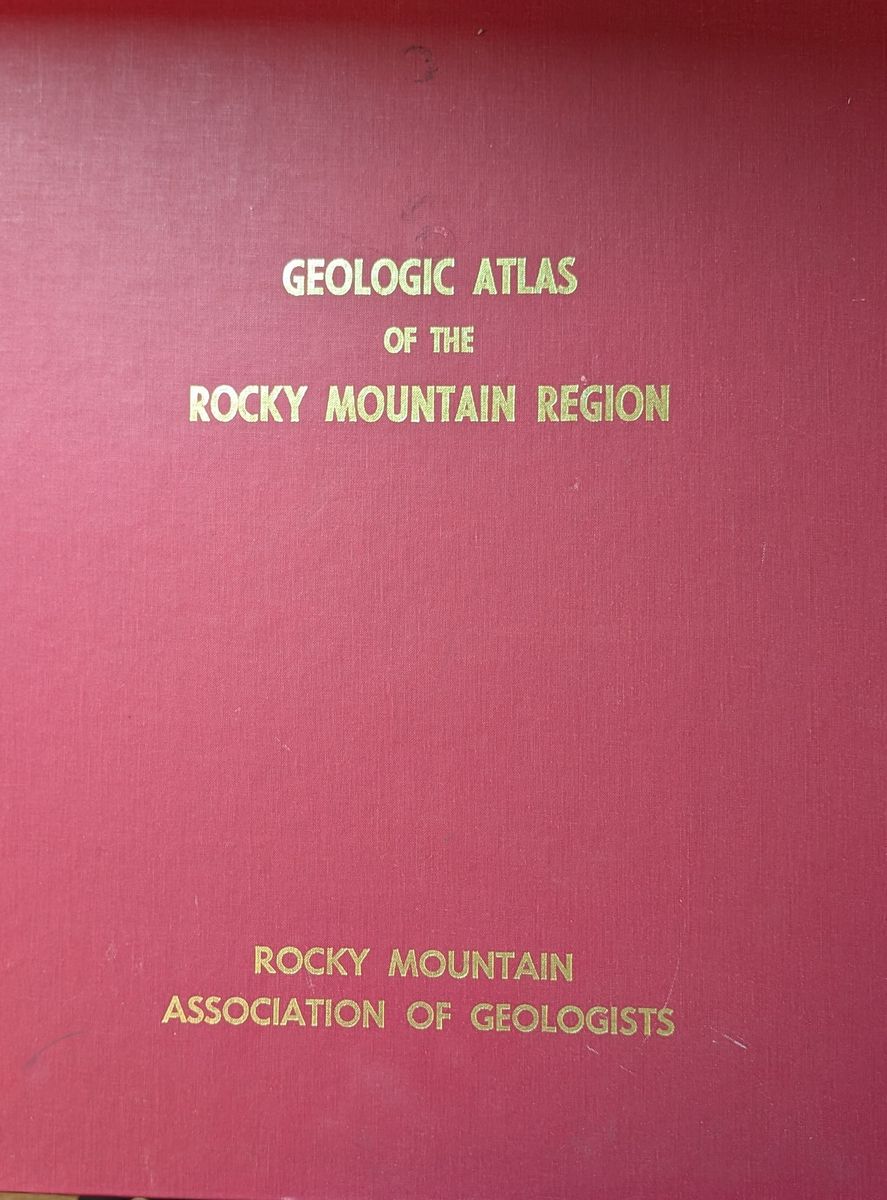 GEOLOGIC ATLAS
OF THE
ROCKY MOUNTAIN REGION
ROCKY MOUNTAIN
ASSOCIATION OF GEOLOGISTS